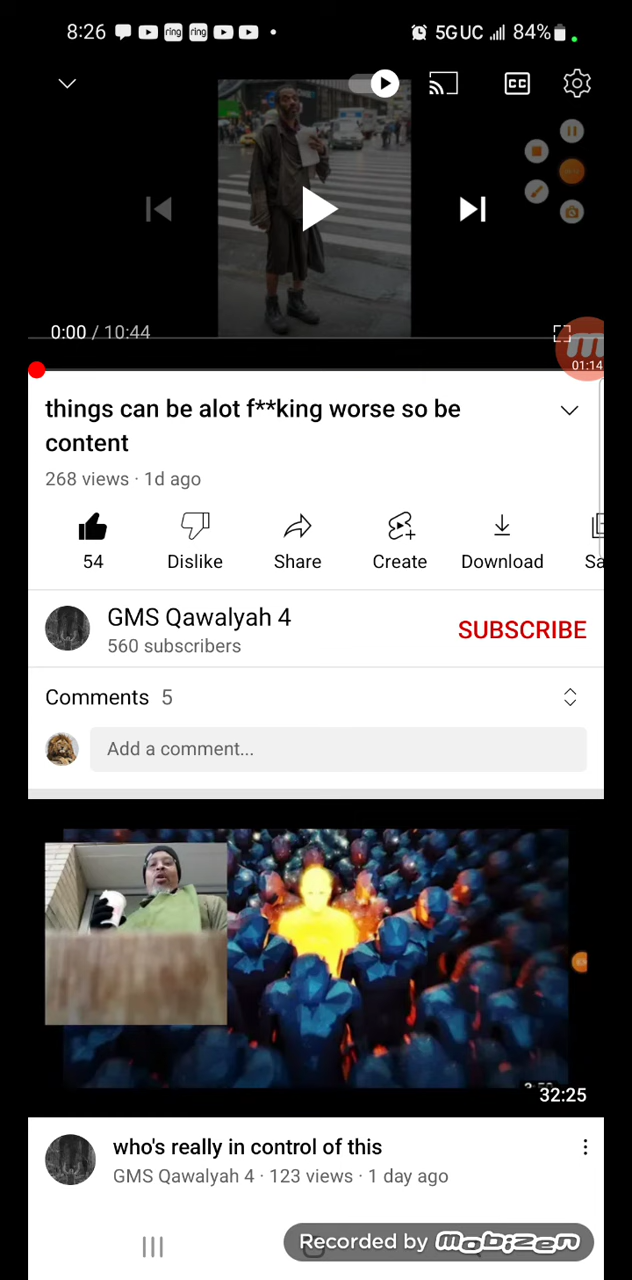 8:26
ring
ring
5GUC
84%
CC
0:00 / 10:44
01:14
things can be alot f**king worse so be
content
268 views · 1d ago
54
Dislike
Share
Create
Download
Sa
GMS Qawalyah 4
560 subscribers
SUBSCRIBE
Comments 5
Add a comment...
32:25
who's really in control of this
GMS Qawalyah 4 · 123 views · 1 day ago
Recorded by mobizen